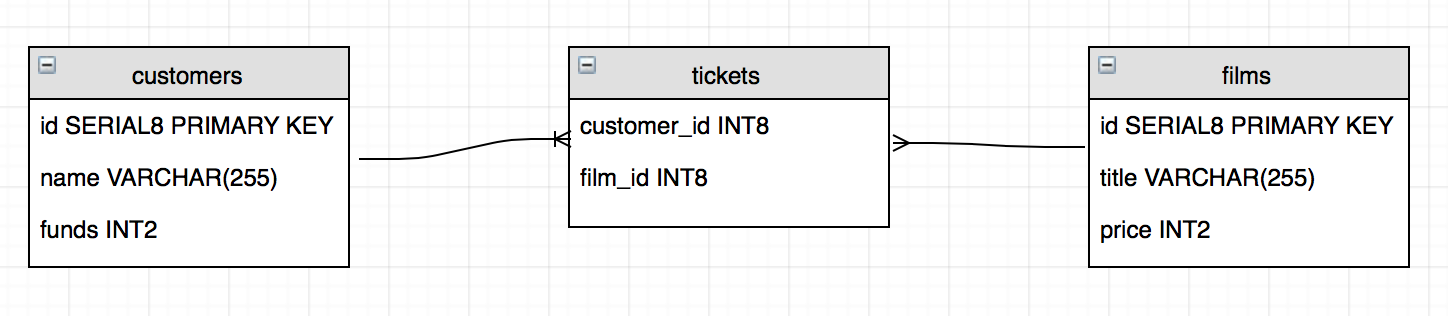 customers
id SERIAL8 PRIMARY KEY
name VARCHAR(255)
funds INT2
tickets
customer_id INT8
film_id INT8
films
id SERIAL8 PRIMARY KEY
title VARCHAR(255)
price INT2